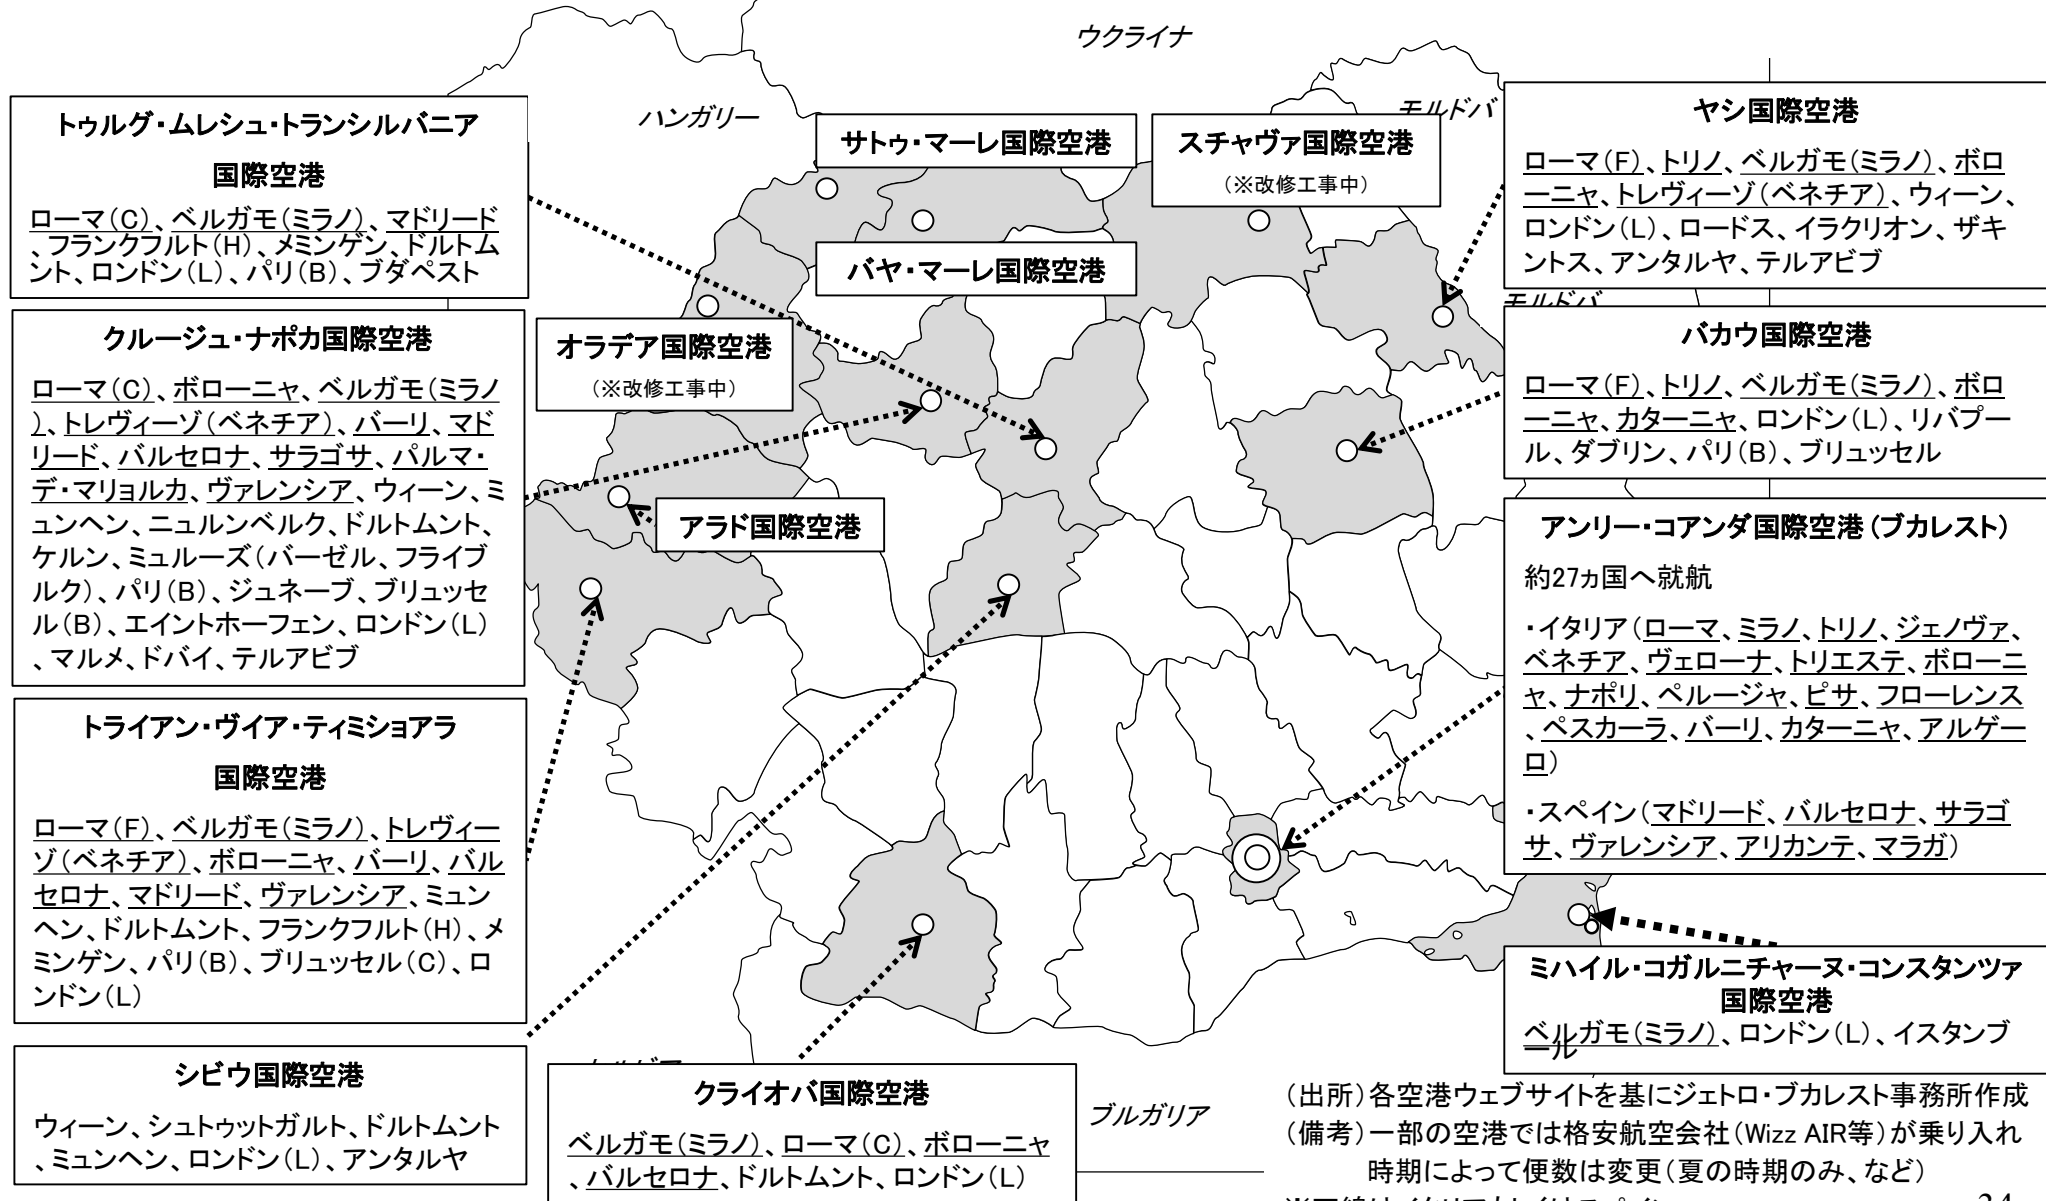 ウクライナ
ハンガリー
モルドバ
トゥルグ・ムレシュ・トランシルバニア
国際空港
ローマ(C)、ベルガモ(ミラノ)、マドリード
、フランクフルト(H)、メミンゲン、ドルトム
ント、ロンドン(L)、パリ(B)、ブダペスト
サトゥ・マーレ国際空港
スチャヴァ国際空港
(※改修工事中)
バヤ・マーレ国際空港
ヤシ国際空港
ローマ(F)、トリノ、ベルガモ(ミラノ)、ボロ
ーニャ、トレヴィーゾ(ベネチア)、ウィーン、
ロンドン(L)、ロードス、イラクリオン、ザキ
ントス、アンタルヤ、テルアビブ
モルドバ
クルージュ・ナポカ国際空港
ローマ(C)、ボローニャ、ベルガモ(ミラノ
)、トレヴィーゾ(ベネチア)、バーリ、マド
リード、バルセロナ、サラゴサ、パルマ・
デ・マリョルカ、ヴァレンシア、ウィーン、ミ
ュンヘン、ニュルンベルク、ドルトムント、
ケルン、ミュルーズ(バーゼル、フライブ
ルク)、パリ(B)、ジュネーブ、ブリュッセ
ル(B)、エイントホーフェン、ロンドン(L)
、マルメ、ドバイ、テルアビブ
オラデア国際空港
(※改修工事中)
バカウ国際空港
ローマ(F)、トリノ、ベルガモ(ミラノ)、ボロ
ーニャ、カターニャ、ロンドン(L)、リバプー
ル、ダブリン、パリ(B)、ブリュッセル
アラド国際空港
アンリー・コアンダ国際空港(ブカレスト)
約27ヵ国へ就航
・イタリア(ローマ、ミラノ、トリノ、ジェノヴァ、
ベネチア、ヴェローナ、トリエステ、ボローニ
ャ、ナポリ、ペルージャ、ピサ、フローレンス
、ペスカーラ、バーリ、カターニャ、アルゲー
ロ)
・スペイン(マドリード、バルセロナ、サラゴ
サ、ヴァレンシア、アリカンテ、マラガ)
トライアン・ヴイア・ティミショアラ
国際空港
ローマ(F)、ベルガモ(ミラノ)、トレヴィー
ゾ(ベネチア)、ボローニャ、バーリ、バル
セロナ、マドリード、ヴァレンシア、ミュン
ヘン、ドルトムント、フランクフルト(H)、メ
ミンゲン、パリ(B)、ブリュッセル(C)、ロ
ンドン(L)
ミハイル・コガルニチャーヌ・コンスタンツァ
国際空港
ベルガモ(ミラノ)、ロンドン(L)、イスタンブ
ール
シビウ国際空港
ウィーン、シュトゥットガルト、ドルトムント
、ミュンヘン、ロンドン(L)、アンタルヤ
クライオバ国際空港
ベルガモ(ミラノ)、ローマ(C)、ボローニャ
、バルセロナ、ドルトムント、ロンドン(L)
ブルガリア
(出所)各空港ウェブサイトを基にジェトロ・ブカレスト事務所作成
(備考)一部の空港では格安航空会社(Wizz AIR等)が乗り入れ
時期によって便数は変更(夏の時期のみ、など)